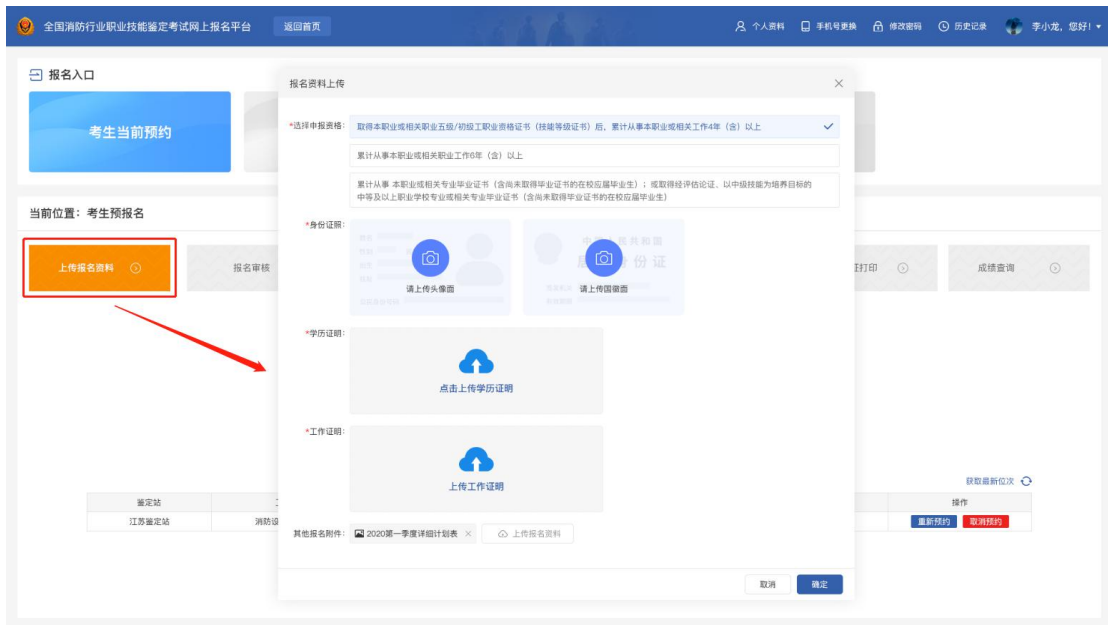 全国消防行业职业技能鉴定考试网上报名平台
返回首页
个人资料
手机号更换
修改密码
历史记录
李小龙，您好!
报名入口
考生当前预约
当前位置：考生预报名
上传报名资料
报名审核
打印
成绩查询
报名资料上传
*选择申报资格：
取得本职业或相关职业五级/初级工职业资格证书（技能等级证书）后，累计从事本职业或相关工作4年（含）以上
累计从事本职业或相关职业工作6年（含）以上
累计从事 本职业或相关专业毕业证书（含尚未取得毕业证书的在校应届毕业生）；或取得经评估论证、以中级技能为培养目标的
中等及以上职业学校专业或相关专业毕业证书（含尚未取得毕业证书的在校应届毕业生）
*身份证照：
请上传头像面
请上传国徽面
*学历证明：
点击上传学历证明
*工作证明：
上传工作证明
其他报名附件：
2020第一季度详细计划表
上传报名资料
取消
确定
获取最新位次
鉴定站
操作
江苏鉴定站
消防设
重新预约
取消预约